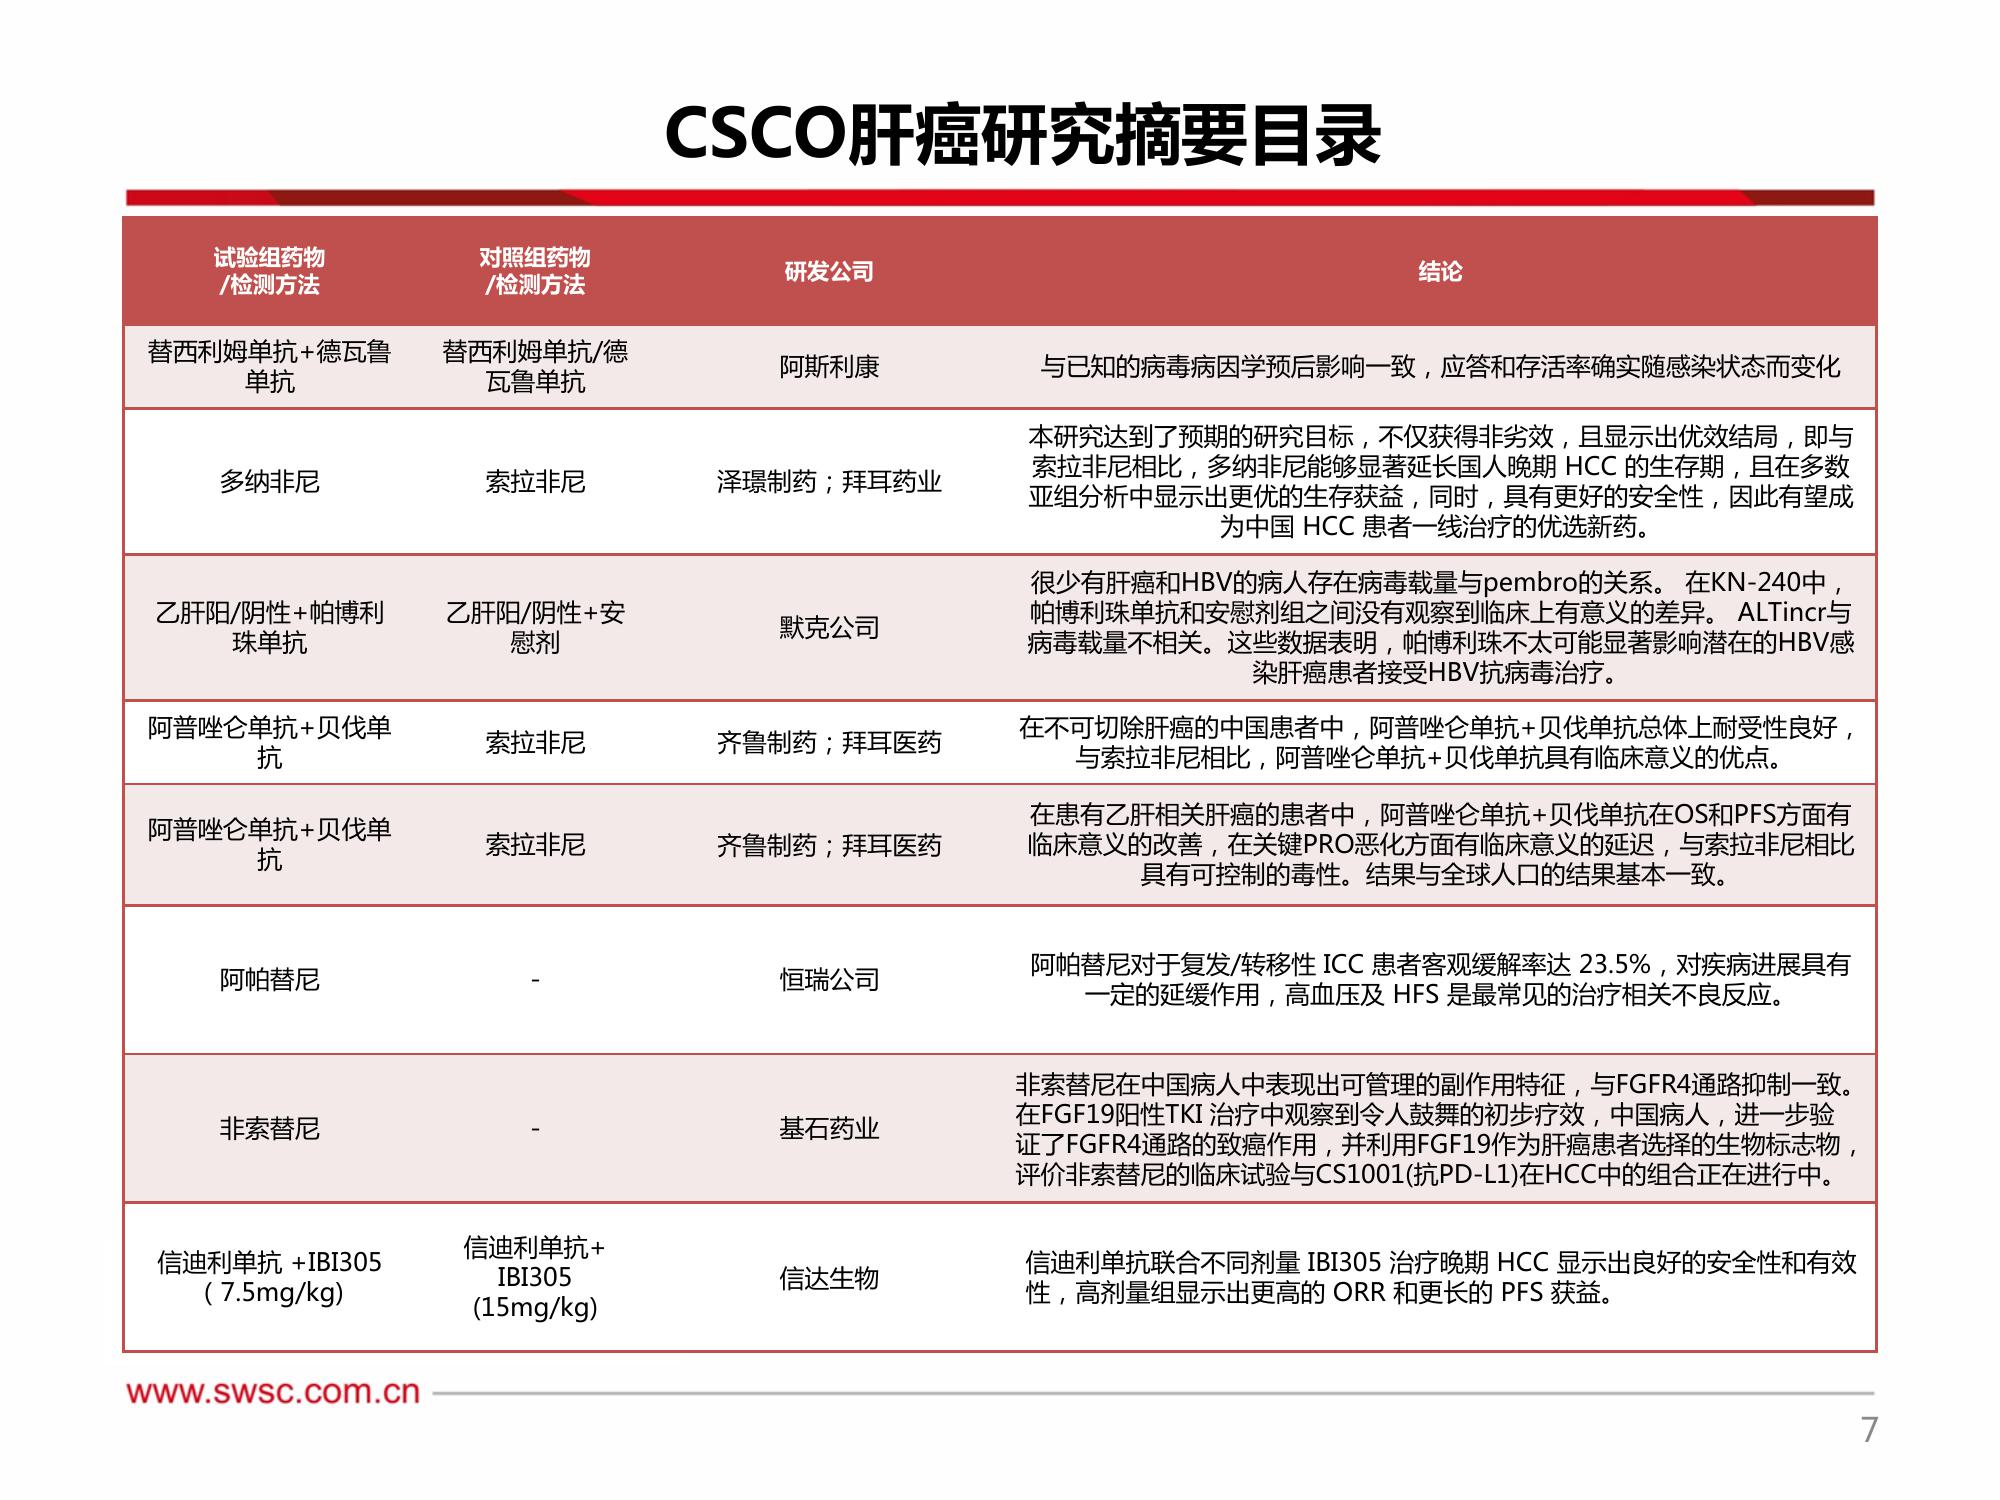 CSCO肝癌研究摘要目录
试验组药物
/检测方法
对照组药物
/检测方法
研发公司
结论
替西利姆单抗+德瓦鲁
单抗
替西利姆单抗/德
瓦鲁单抗
阿斯利康
与已知的病毒病因学预后影响一致，应答和存活率确实随感染状态而变化
多纳非尼
索拉非尼
泽璟制药；拜耳药业
本研究达到了预期的研究目标，不仅获得非劣效，且显示出优效结局，即与
索拉非尼相比，多纳非尼能够显著延长国人晚期 HCC 的生存期，且在多数
亚组分析中显示出更优的生存获益，同时，具有更好的安全性，因此有望成
为中国 HCC 患者一线治疗的优选新药。
乙肝阳/阴性+帕博利
珠单抗
乙肝阳/阴性+安
慰剂
默克公司
很少有肝癌和HBV的病人存在病毒载量与pembro的关系。 在KN-240中，
帕博利珠单抗和安慰剂组之间没有观察到临床上有意义的差异。 ALTincr与
病毒载量不相关。这些数据表明，帕博利珠不太可能显著影响潜在的HBV感
染肝癌患者接受HBV抗病毒治疗。
阿普唑仑单抗+贝伐单
抗
索拉非尼
齐鲁制药；拜耳医药
在不可切除肝癌的中国患者中，阿普唑仑单抗+贝伐单抗总体上耐受性良好，
与索拉非尼相比，阿普唑仑单抗+贝伐单抗具有临床意义的优点。
阿普唑仑单抗+贝伐单
抗
索拉非尼
齐鲁制药；拜耳医药
在患有乙肝相关肝癌的患者中，阿普唑仑单抗+贝伐单抗在OS和PFS方面有
临床意义的改善，在关键PRO恶化方面有临床意义的延迟，与索拉非尼相比
具有可控制的毒性。结果与全球人口的结果基本一致。
阿帕替尼
-
恒瑞公司
阿帕替尼对于复发/转移性 ICC 患者客观缓解率达 23.5%，对疾病进展具有
一定的延缓作用，高血压及 HFS 是最常见的治疗相关不良反应。
非索替尼
-
基石药业
非索替尼在中国病人中表现出可管理的副作用特征，与FGFR4通路抑制一致。
在FGF19阳性TKI 治疗中观察到令人鼓舞的初步疗效，中国病人，进一步验
证了FGFR4通路的致癌作用，并利用FGF19作为肝癌患者选择的生物标志物，
评价非索替尼的临床试验与CS1001(抗PD-L1)在HCC中的组合正在进行中。
信迪利单抗 +IBI305
( 7.5mg/kg)
信迪利单抗+
IBI305
(15mg/kg)
信达生物
信迪利单抗联合不同剂量 IBI305 治疗晚期 HCC 显示出良好的安全性和有效
性，高剂量组显示出更高的 ORR 和更长的 PFS 获益。
www.swsc.com.cn
7